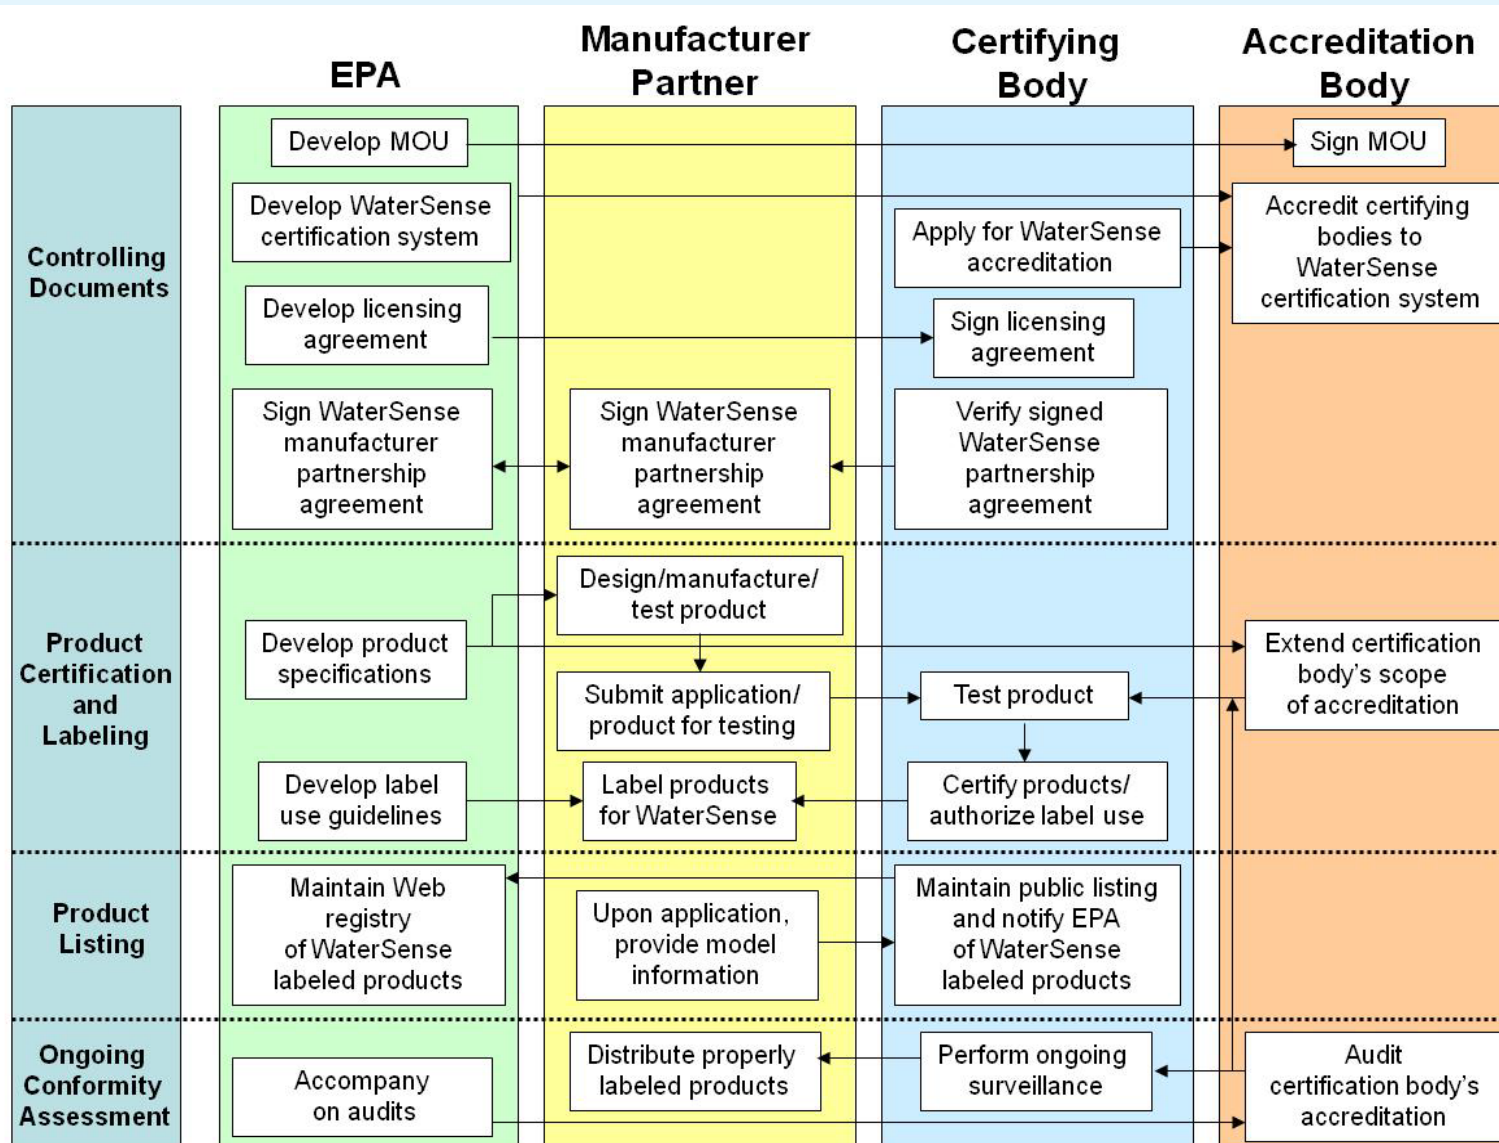 EPA
Manufacturer
Partner
Certifying
Body
Accreditation
Body
Controlling
Documents
Develop MOU
Sign MOU
Develop WaterSense
certification system
Apply for WaterSense
accreditation
Accredit certifying
bodies to
WaterSense
certification system
Develop licensing
agreement
Sign licensing
agreement
Sign WaterSense
manufacturer
partnership
agreement
Sign WaterSense
manufacturer
partnership
agreement
Verify signed
WaterSense
partnership
agreement
Product
Certification
and
Labeling
Design/manufacture/
test product
Develop product
specifications
Extend certification
body's scope
of accreditation
Submit application/
product for testing
Test product
Develop label
use guidelines
Label products
for WaterSense
Certify products/
authorize label use
Product
Listing
Maintain Web
registry
of WaterSense
labeled products
Upon application,
provide model
information
Maintain public listing
and notify EPA
of WaterSense
labeled products
Ongoing
Conformity
Assessment
Accompany
on audits
Distribute properly
labeled products
Perform ongoing
surveillance
Audit
certification body's
accreditation